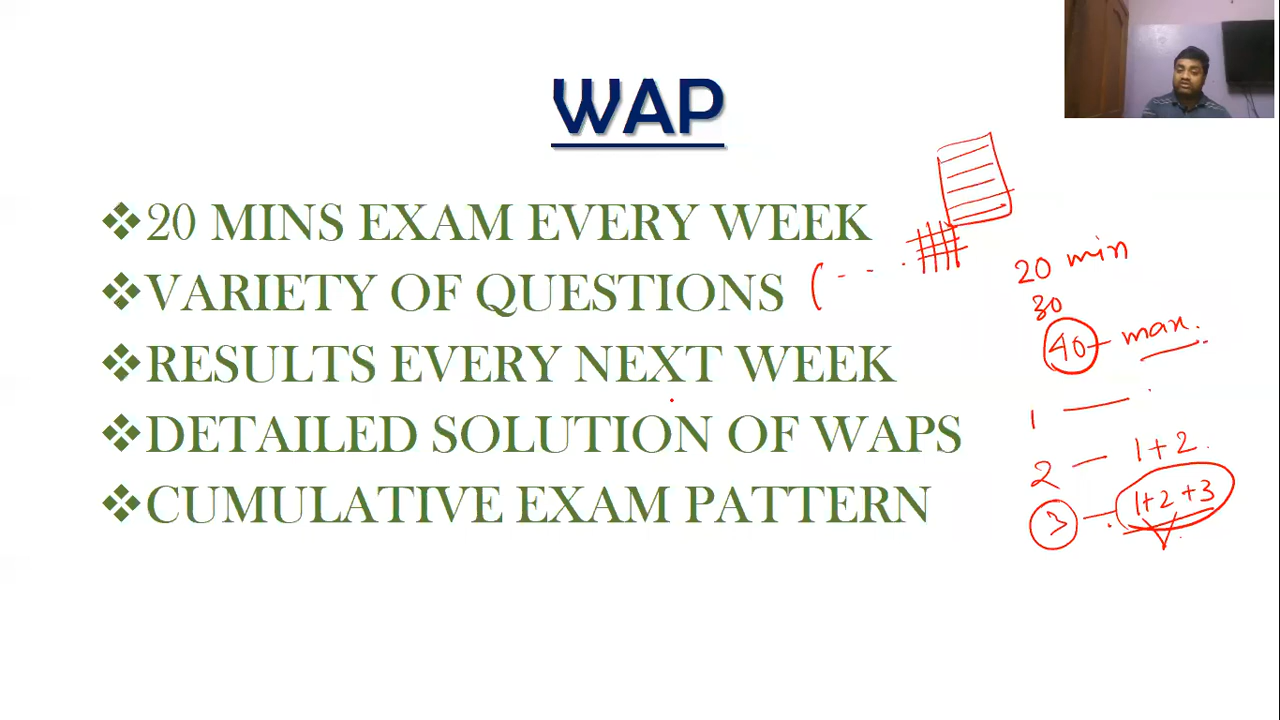 WAP
❖20 MINS EXAM EVERY WEEK
❖VARIETY OF QUESTIONS
❖RESULTS EVERY NEXT WEEK
❖DETAILED SOLUTION OF WAPS
❖CUMULATIVE EXAM PATTERN
20 min
30
40 - max.
1 —
2 — 1+2.
3 — 1+2+3